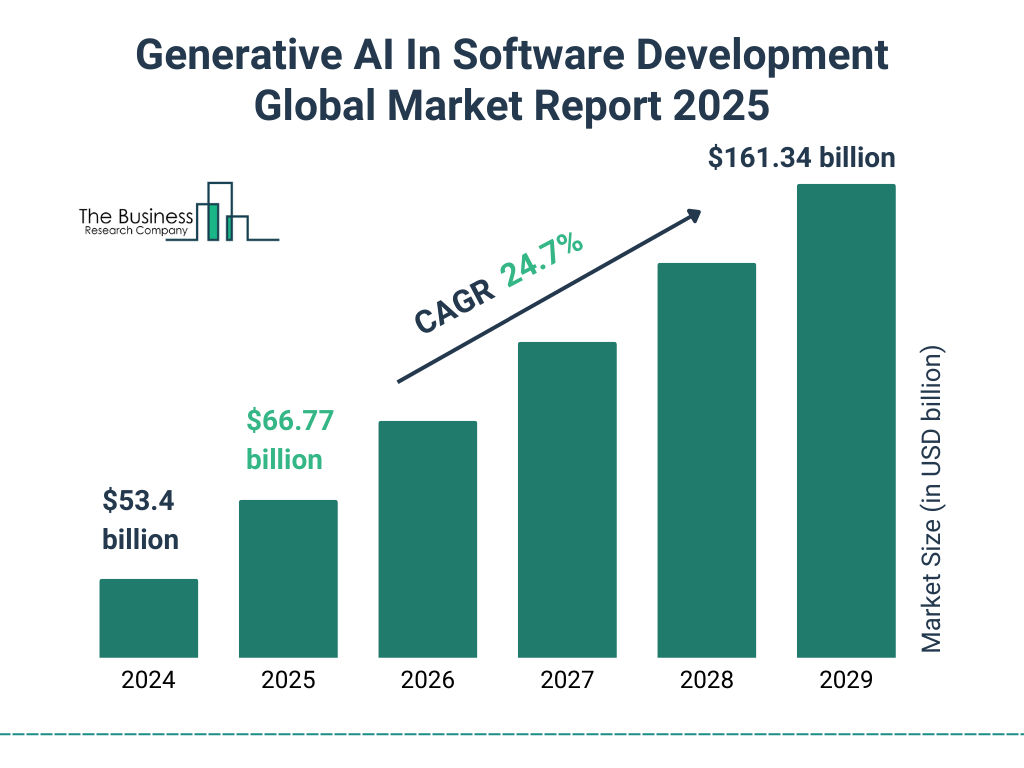 Generative AI In Software Development
Global Market Report 2025
$161.34 billion
The Business
Research Company
CAGR 24.7%
$66.77
billion
$53.4
billion
Market Size (in USD billion)
2024
2025
2026
2027
2028
2029